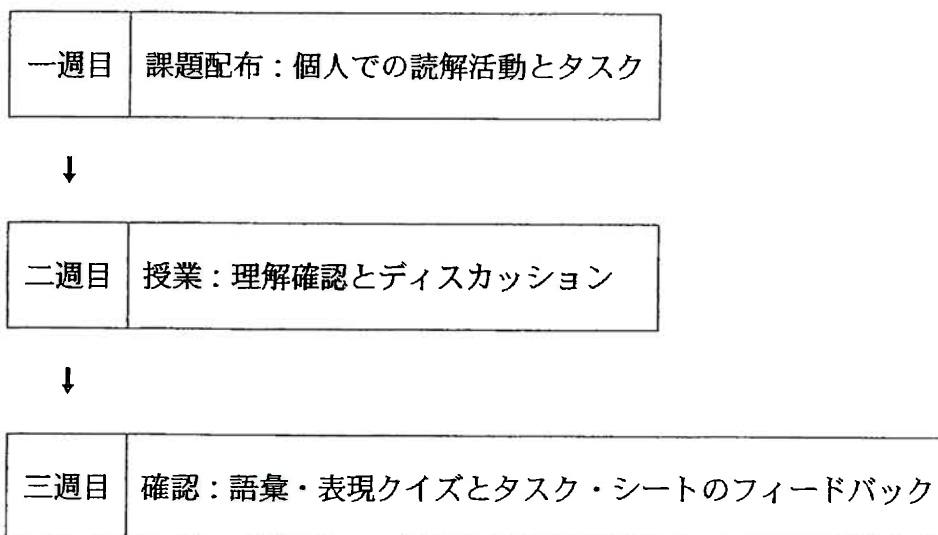 一週目 課題配布：個人での読解活動とタスク
↓
二週目 授業：理解確認とディスカッション
↓
三週目 確認：語彙・表現クイズとタスク・シートのフィードバック